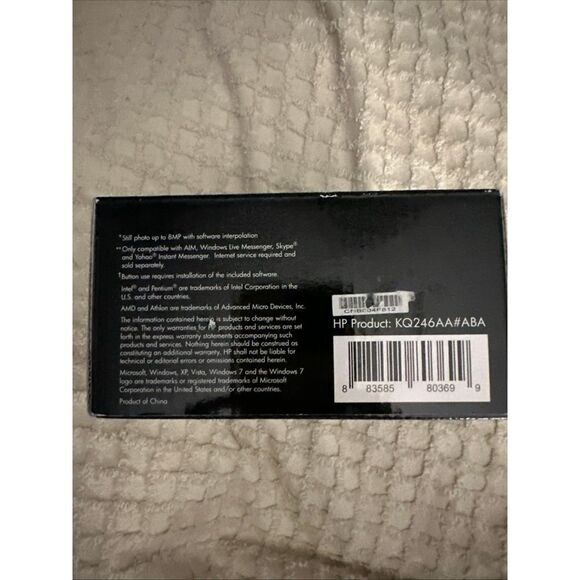 *Still photo up to 8MP with software interpolation
**Only compatible with AIM, Windows Live Messenger, Skype®
and Yahoo® Instant Messenger. Internet service required and
sold separately.
†Button use requires installation of the included software.
Intel® and Pentium® are trademarks of Intel Corporation in the
U.S. and other countries.
AMD and Athlon are trademarks of Advanced Micro Devices, Inc.
The information contained herein is subject to change without
notice. The only warranties for HP products and services are set
forth in the express warranty statements accompanying such
products and services. Nothing herein should be construed as
constituting an additional warranty. HP shall not be liable for
technical or editorial errors or omissions contained herein.
Microsoft, Windows, XP, Vista, Windows 7 and the Windows 7
logo are trademarks or registered trademarks of Microsoft
Corporation in the United States and/or other countries.
Product of China
HP Product: KQ246AA#ABA
8 83585 80369 9